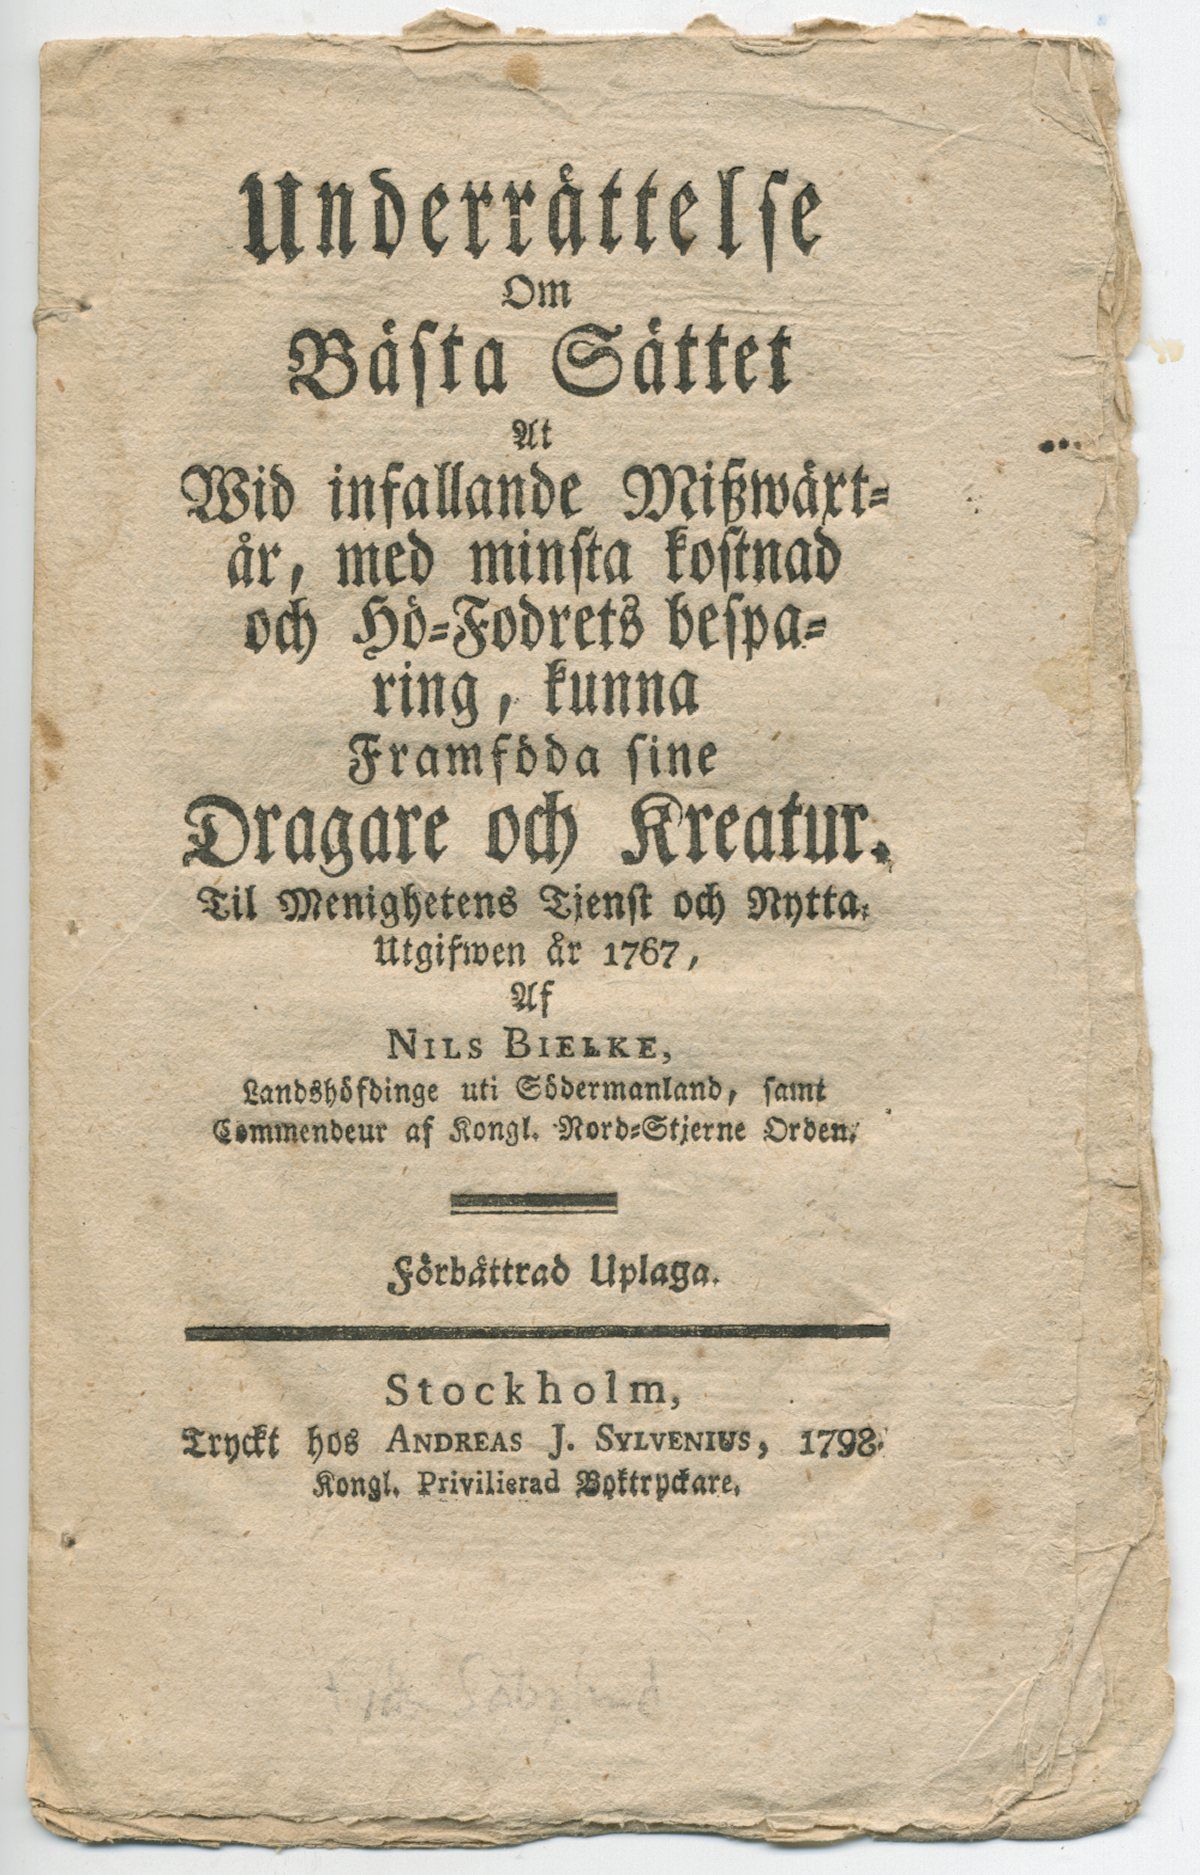 Underrättelse
Om
Bästa Sättet
At
Wid infallande Mißwäxt-
år, med minsta kostnad
och Hö-Fodrets bespa-
ring, kunna
Framföda sine
Dragare och Kreatur.
Til Menighetens Tjenst och Nytta.
Utgifwen år 1767,
Af
NILS BIELKE,
Landshöfdinge uti Södermanland, samt
Commendeur af Kongl. Nord-Stjerne Orden.
Förbättrad Uplaga.
Stockholm,
Tryckt hos ANDREAS J. SYLVENIUS, 1798.
Kongl. Privilierad Boktryckare.